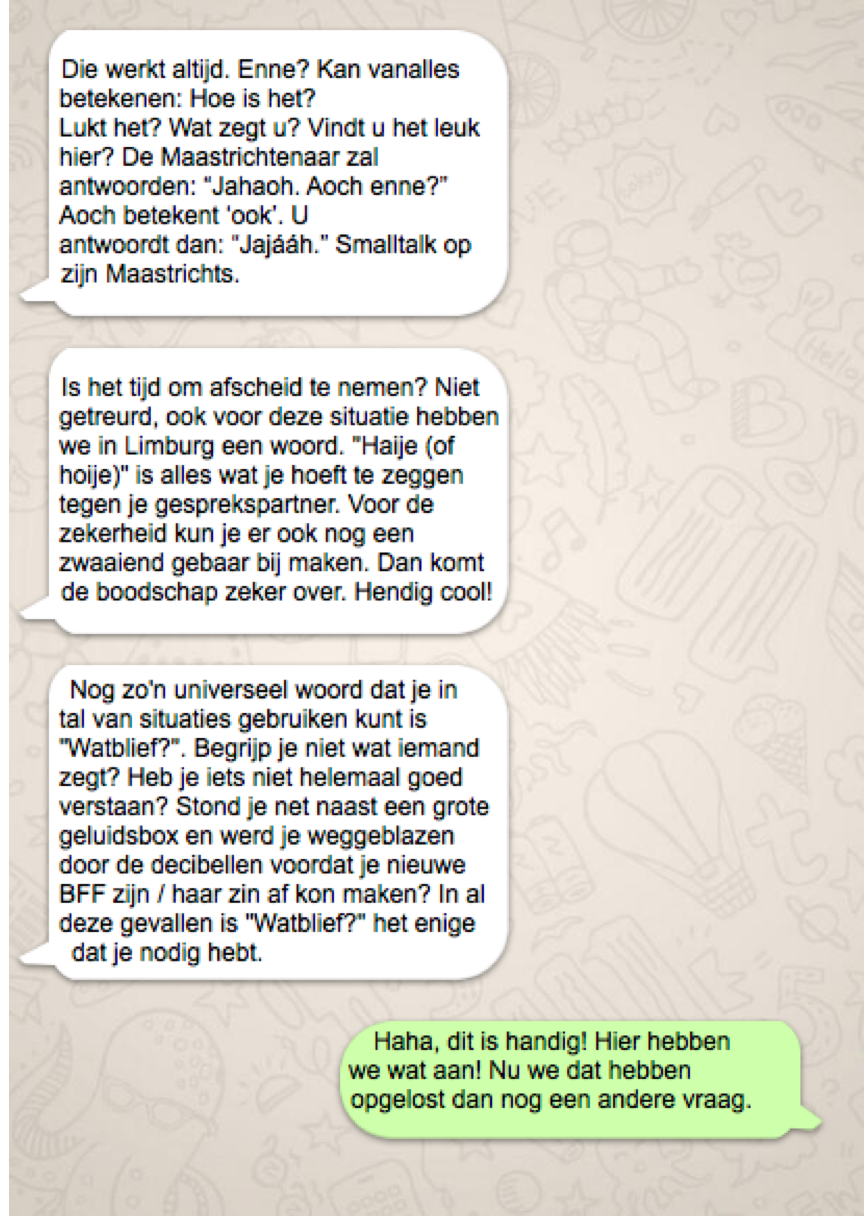 Die werkt altijd. Enne? Kan vanalles
betekenen: Hoe is het?
Lukt het? Wat zegt u? Vindt u het leuk
hier? De Maastrichtenaar zal
antwoorden: “Jahaoh. Aoch enne?”
Aoch betekent ‘ook’. U
antwoordt dan: “Jajááh.” Smalltalk op
zijn Maastrichts.
Is het tijd om afscheid te nemen? Niet
getreurd, ook voor deze situatie hebben
we in Limburg een woord. "Haije (of
hoije)" is alles wat je hoeft te zeggen
tegen je gesprekspartner. Voor de
zekerheid kun je er ook nog een
zwaaiend gebaar bij maken. Dan komt
de boodschap zeker over. Hendig cool!
Nog zo'n universeel woord dat je in
tal van situaties gebruiken kunt is
"Watblief?". Begrijp je niet wat iemand
zegt? Heb je iets niet helemaal goed
verstaan? Stond je net naast een grote
geluidsbox en werd je weggeblazen
door de decibellen voordat je nieuwe
BFF zijn / haar zin af kon maken? In al
deze gevallen is "Watblief?" het enige
dat je nodig hebt.
Haha, dit is handig! Hier hebben
we wat aan! Nu we dat hebben
opgelost dan nog een andere vraag.